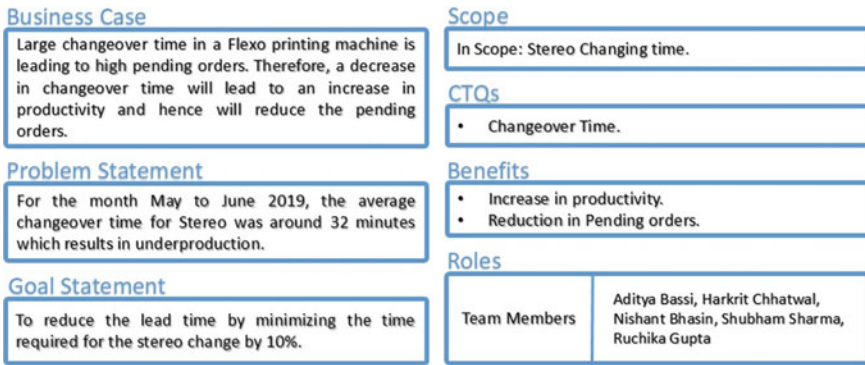 Business Case
Large changeover time in a Flexo printing machine is
leading to high pending orders. Therefore, a decrease
in changeover time will lead to an increase in
productivity and hence will reduce the pending
orders.
Problem Statement
For the month May to June 2019, the average
changeover time for Stereo was around 32 minutes
which results in underproduction.
Goal Statement
To reduce the lead time by minimizing the time
required for the stereo change by 10%.
Scope
In Scope: Stereo Changing time.
CTQs
• Changeover Time.
Benefits
• Increase in productivity.
• Reduction in Pending orders.
Roles
Team Members
Aditya Bassi, Harkrit Chhatwal,
Nishant Bhasin, Shubham Sharma,
Ruchika Gupta